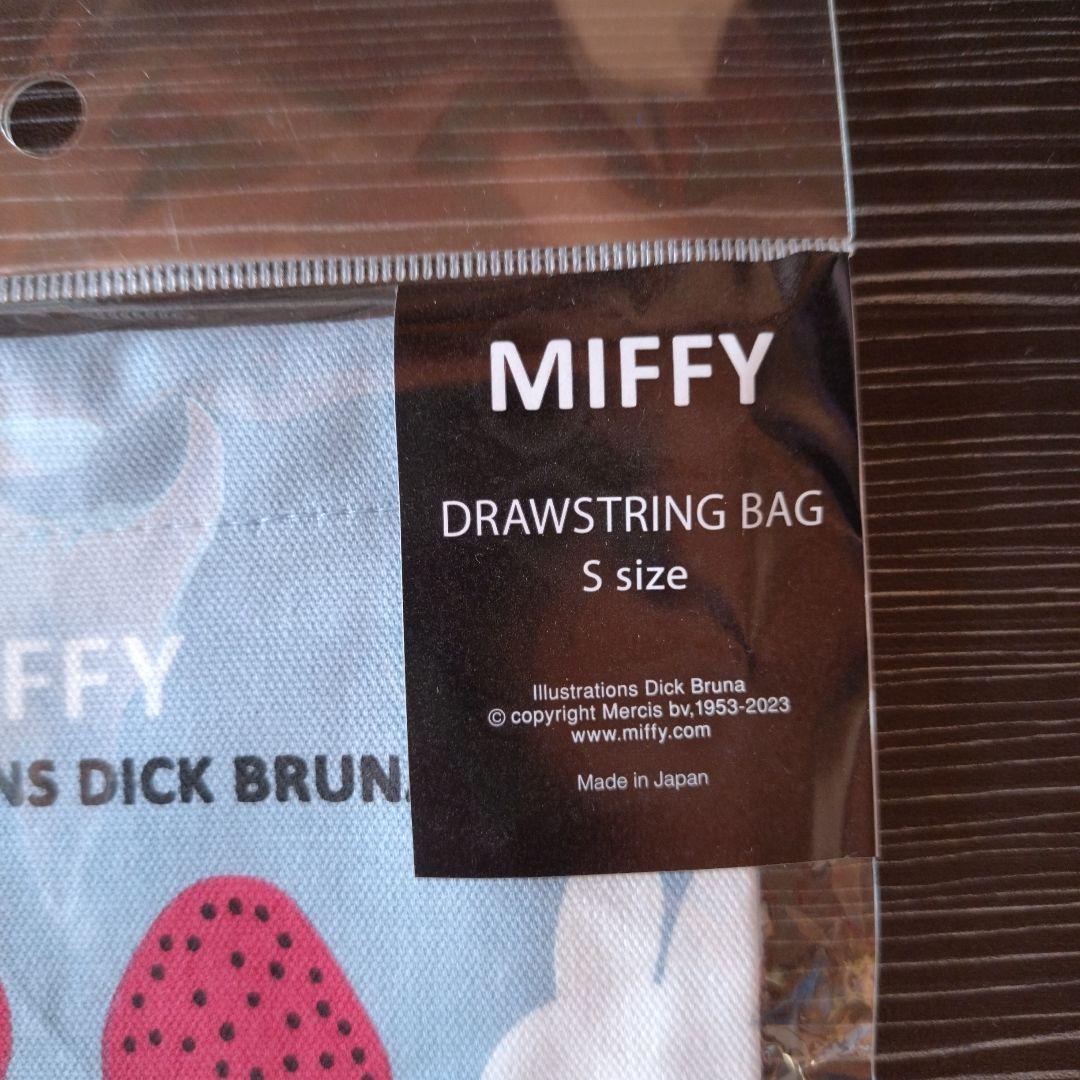 MIFFY
DRAWSTRING BAG
S size
Illustrations Dick Bruna
© copyright Mercis bv,1953-2023
www.miffy.com
Made in Japan
FFY
NS DICK BRUN